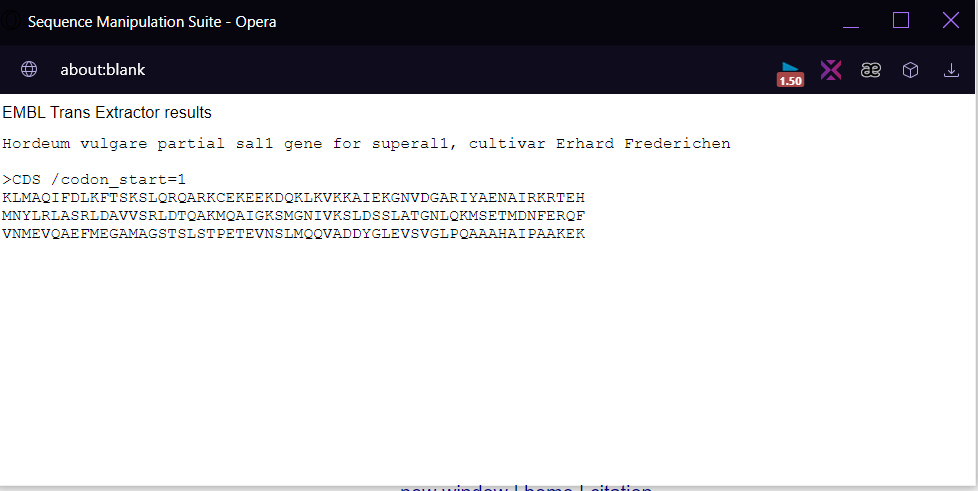 Sequence Manipulation Suite - Opera
about:blank
1.50
EMBL Trans Extractor results
Hordeum vulgare partial sal1 gene for superal1, cultivar Erhard Frederichen
>CDS /codon_start=1
KLMAQIFDLKFTSKSLQRQARKCEKEEKDQKLKVKKAIEKGNVDGARIYAENAIRKRTEH
MNYLRLASRLDAVVSRLDTQAKMQAIGKSMGNIVKSLDSSLATGNLQKMSETMDNFERQF
VNMEVQAEFMEGAMAGSTSLSTPETEVNSLMQQVADDYGLEVSVGLPQAAAHAIPAAKEK
new window | home | citation